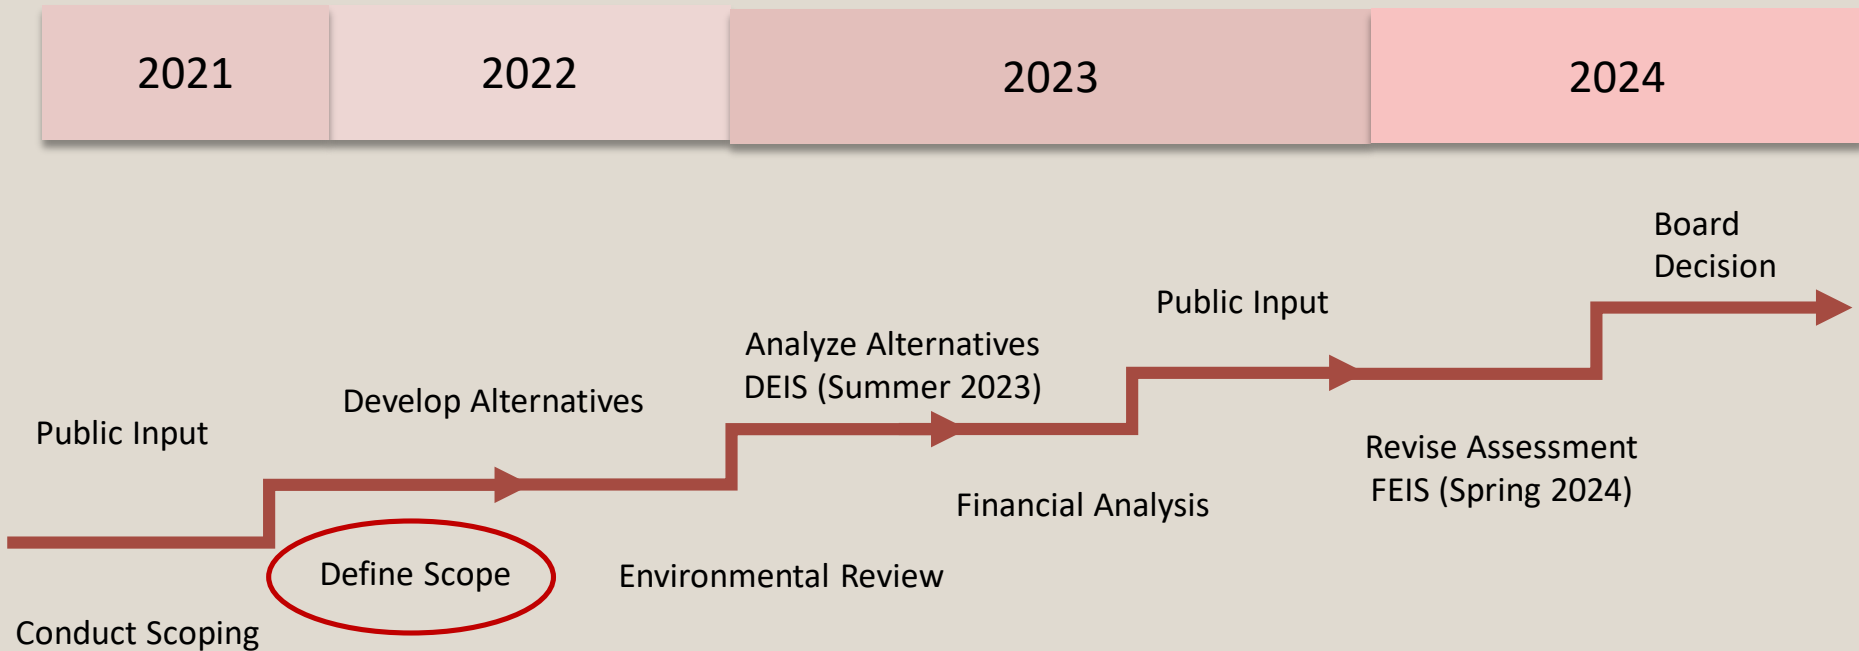 2021
2022
2023
2024
Public Input
Conduct Scoping
Develop Alternatives
Define Scope
Environmental Review
Analyze Alternatives
DEIS (Summer 2023)
Financial Analysis
Public Input
Revise Assessment
FEIS (Spring 2024)
Board
Decision